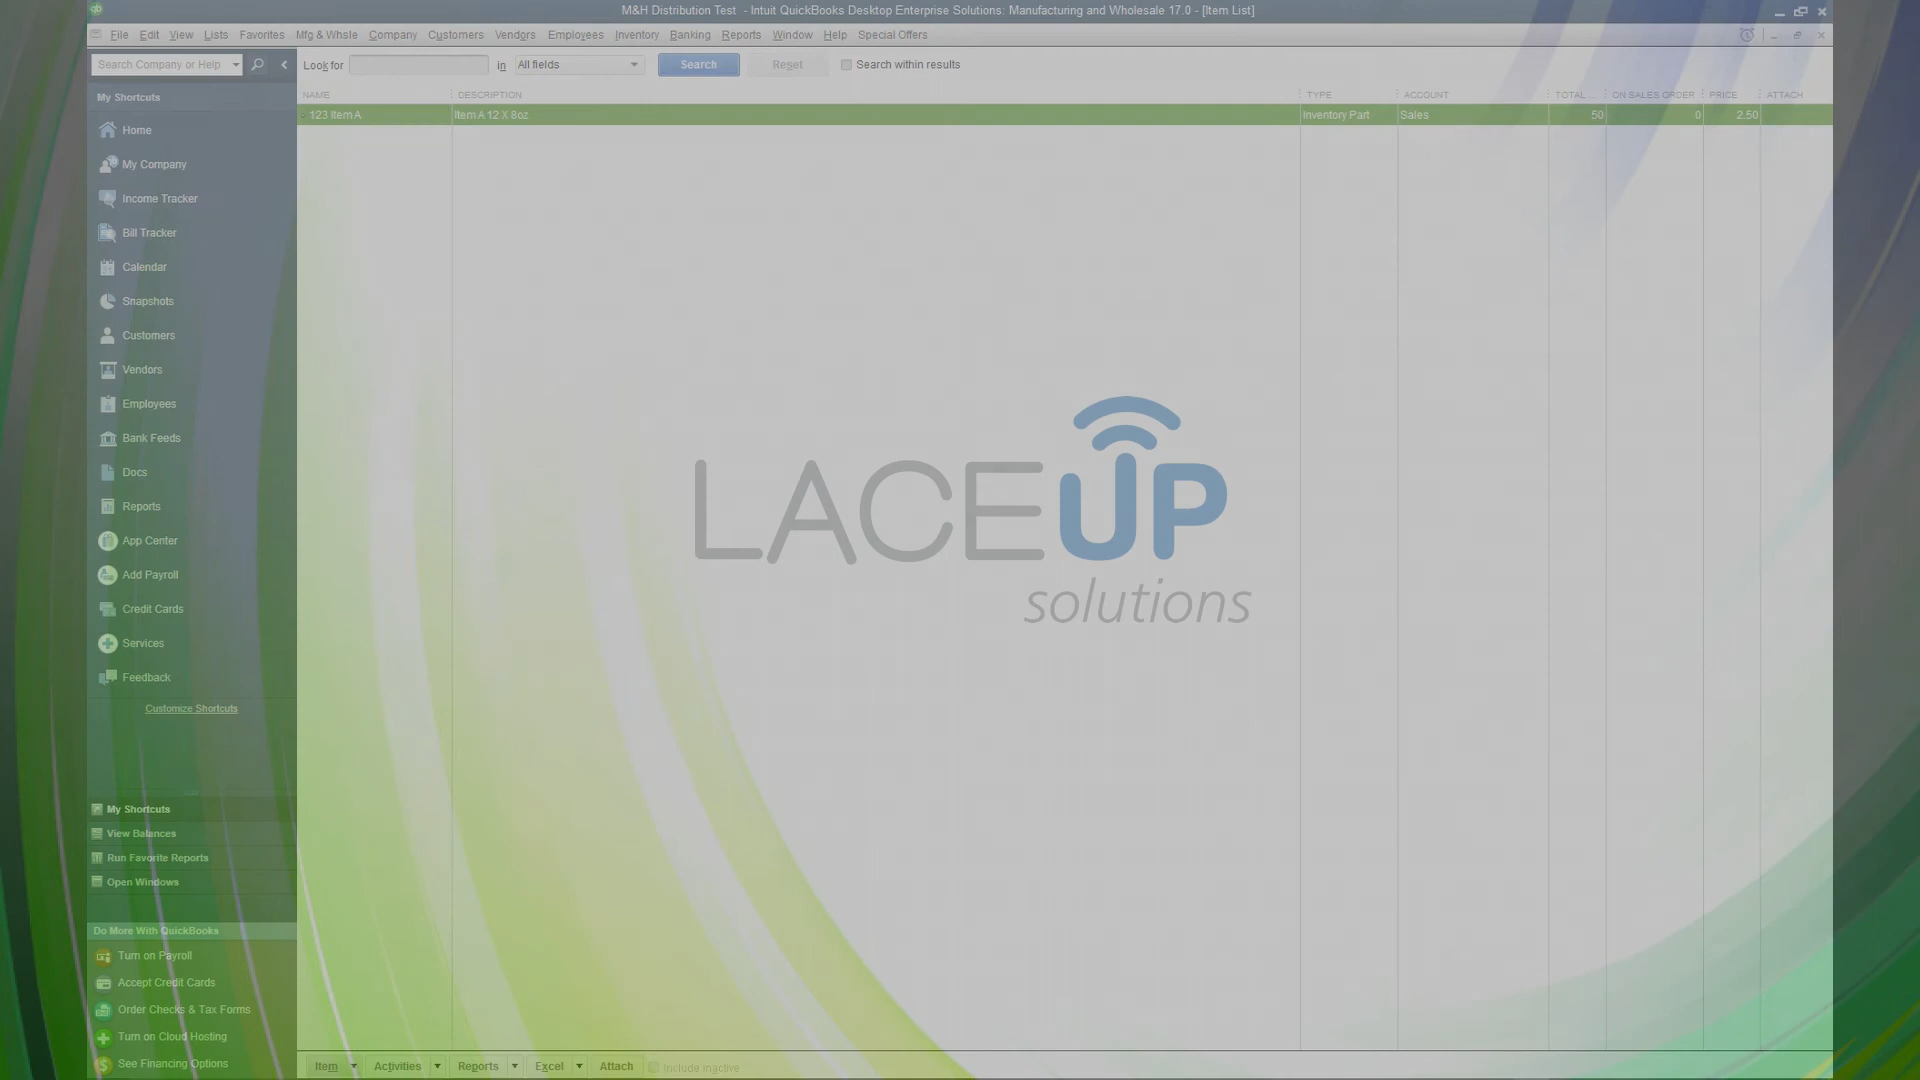 M&H Distribution Test - Intuit QuickBooks Desktop Enterprise Solutions: Manufacturing and Wholesale 17.0 - [Item List]
File Edit View Lists Favorites Mfg & Whsle Company Customers Vendors Employees Inventory Banking Reports Window Help Special Offers
Search Company or Help
Look for in All fields Search Reset Search within results
My Shortcuts
NAME DESCRIPTION TYPE ACCOUNT TOTAL ... ON SALES ORDER PRICE ATTACH
123 Item A Item A 12 X 8oz Inventory Part Sales 50 0 2.50
Home
My Company
Income Tracker
Bill Tracker
Calendar
Snapshots
Customers
Vendors
Employees
Bank Feeds
Docs
Reports
App Center
Add Payroll
Credit Cards
Services
Feedback
Customize Shortcuts
LACEUP
solutions
My Shortcuts
View Balances
Run Favorite Reports
Open Windows
Do More With QuickBooks
Turn on Payroll
Accept Credit Cards
Order Checks & Tax Forms
Turn on Cloud Hosting
See Financing Options
Item Activities Reports Excel Attach Include inactive